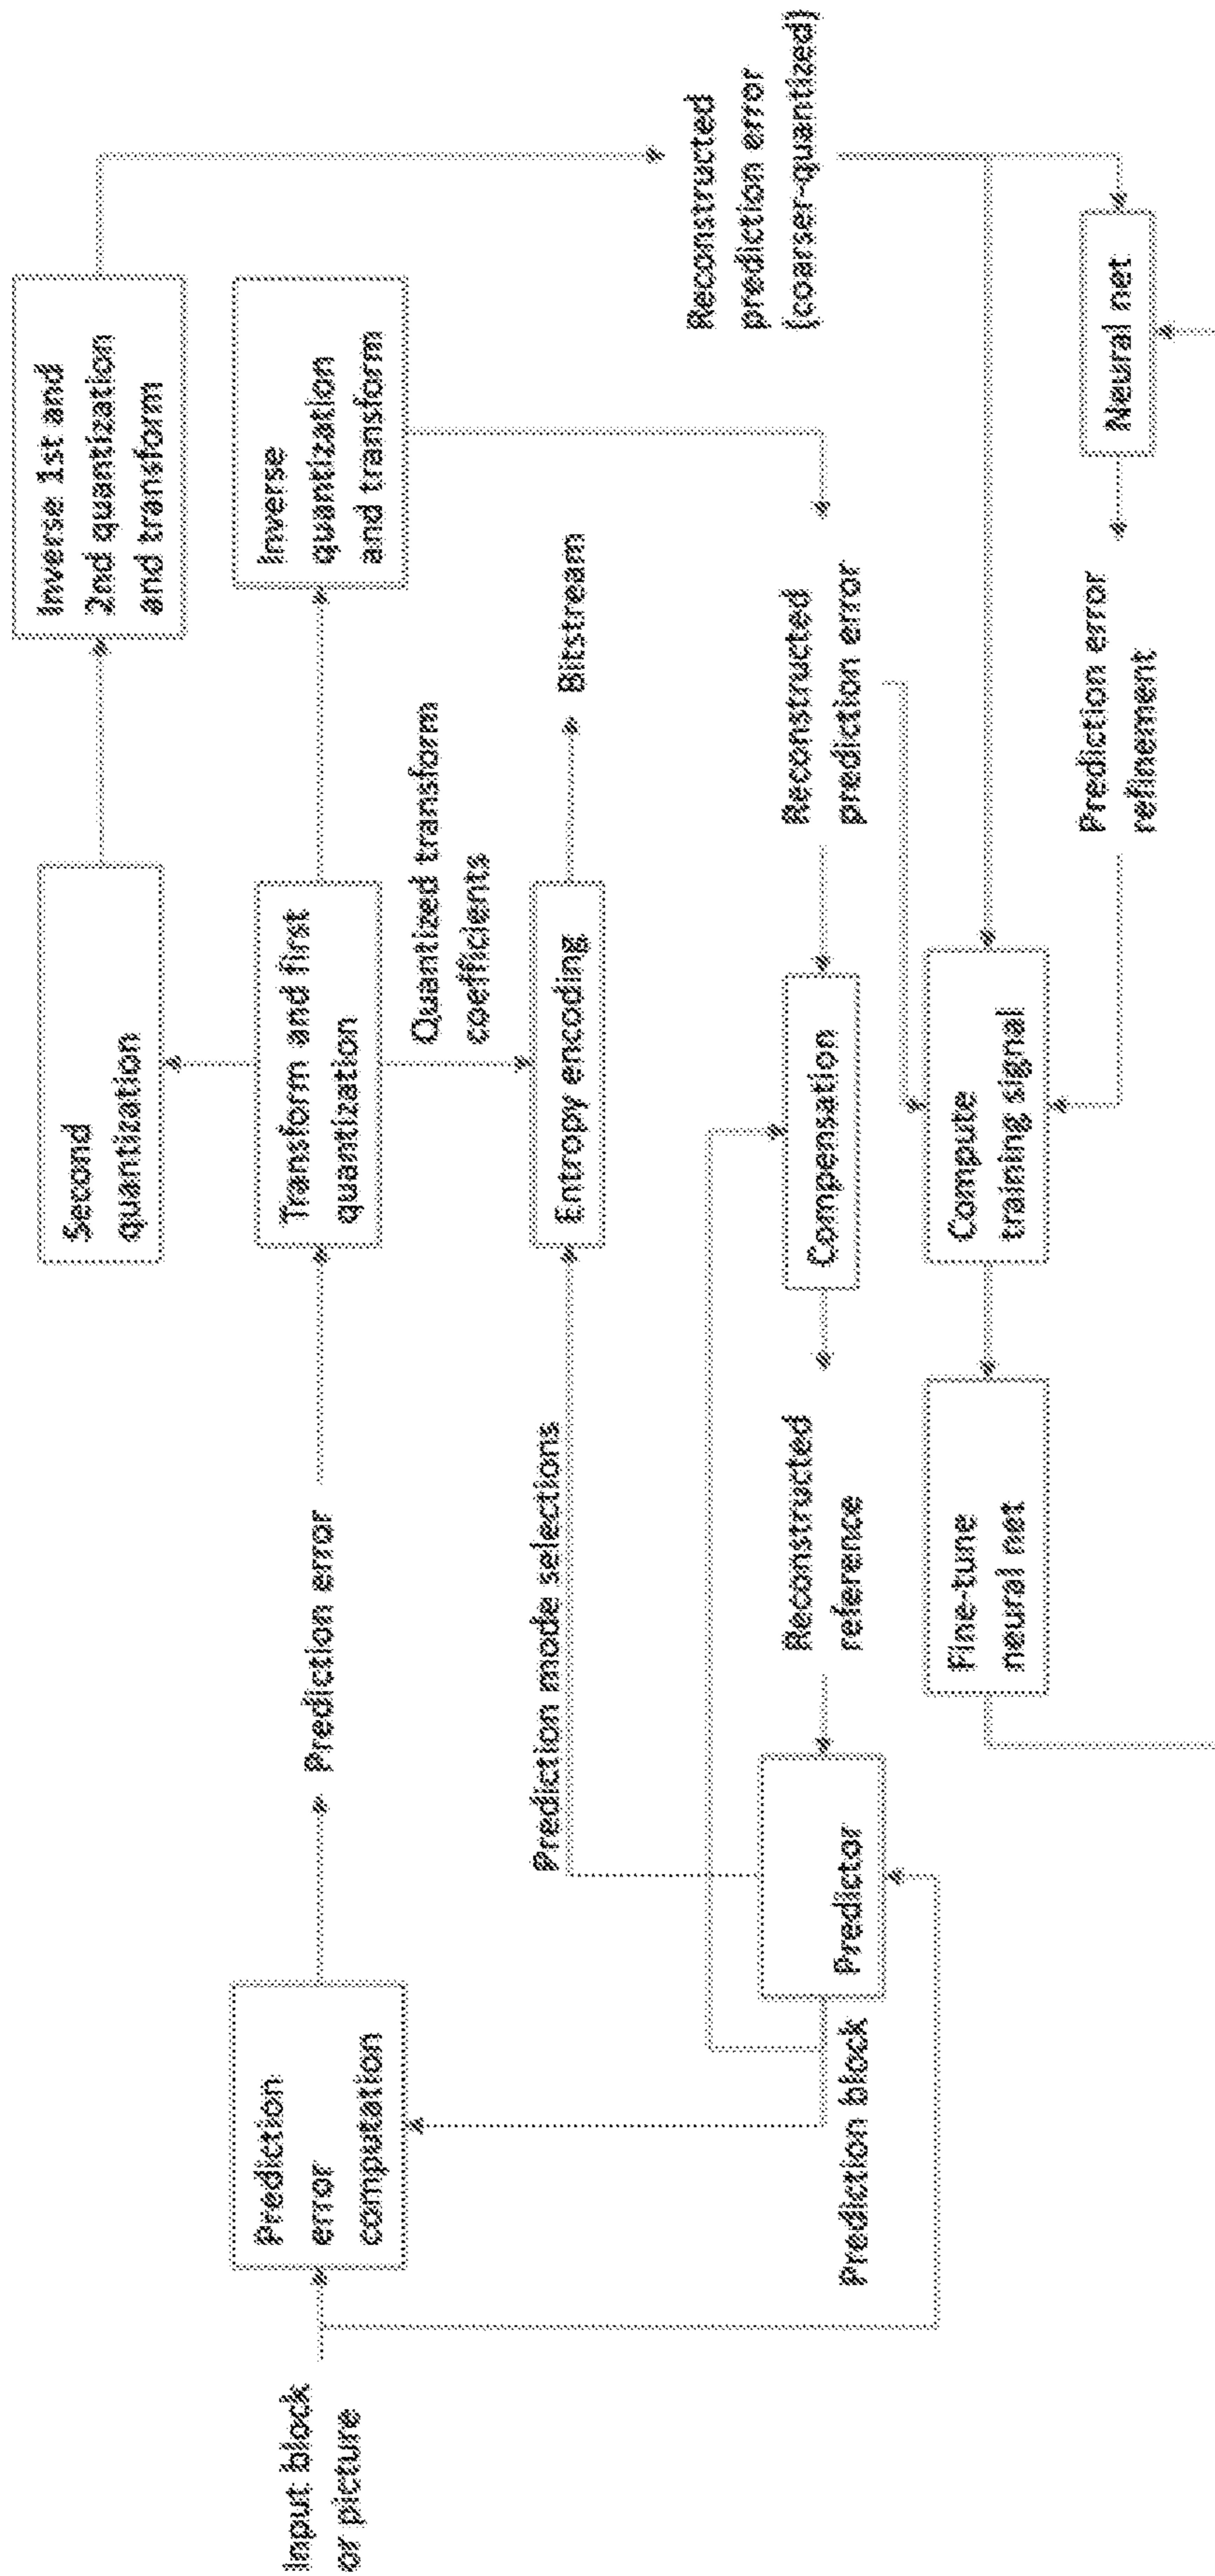 Second
quantization
Inverse 1st and
2nd quantization
and transform
Input block
or picture
Prediction
error
computation
Prediction error
Transform and first
quantization
Inverse
quantization
and transform
Quantized transform
coefficients
Prediction mode selections
Entropy encoding
Bitstream
Reconstructed
prediction error
(coarser-quantized)
Prediction block
Predictor
Reconstructed
reference
Compensation
Reconstructed
prediction error
Fine-tune
neural net
Compute
training signal
Prediction error
refinement
Neural net